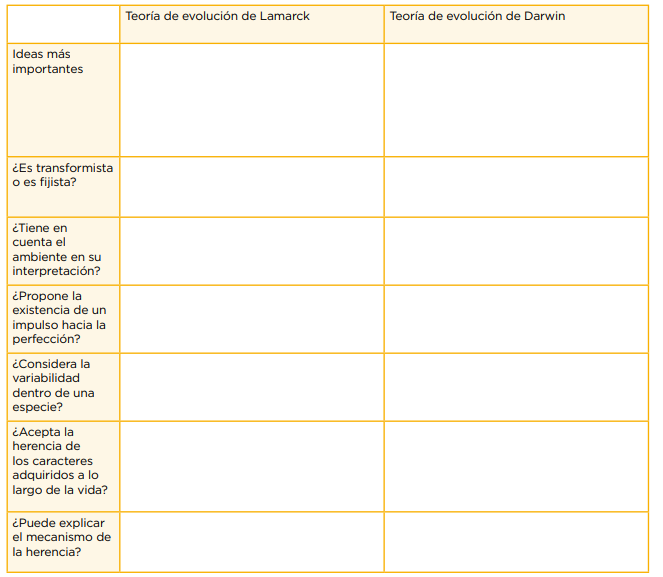 Teoría de evolución de Lamarck
Teoría de evolución de Darwin
Ideas más
importantes
¿Es transformista
o es fijista?
¿Tiene en
cuenta el
ambiente en su
interpretación?
¿Propone la
existencia de un
impulso hacia la
perfección?
¿Considera la
variabilidad
dentro de una
especie?
¿Acepta la
herencia de
los caracteres
adquiridos a lo
largo de la vida?
¿Puede explicar
el mecanismo de
la herencia?